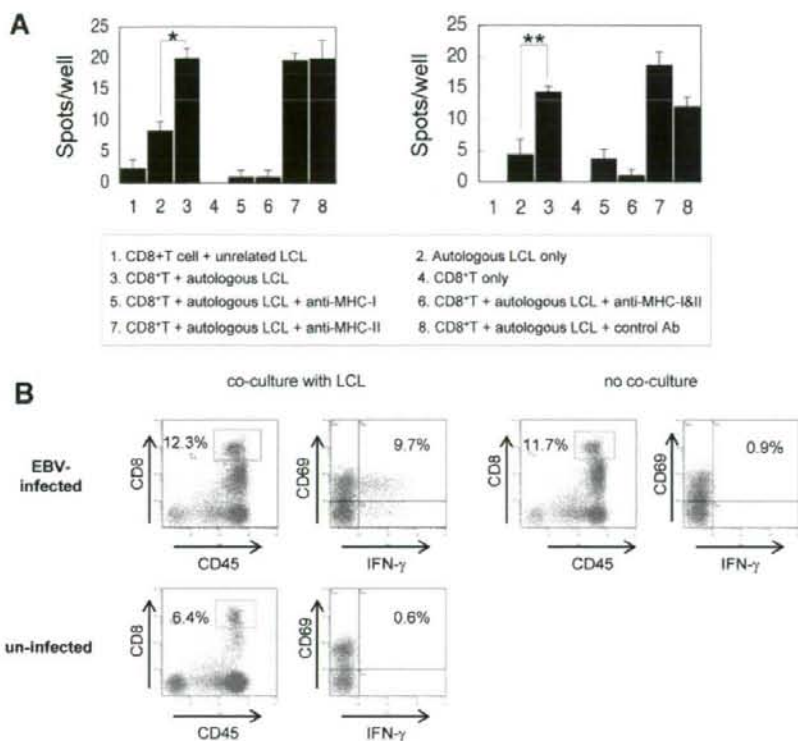 A
Spots/well
25
20
15
10
5
0
*
1 2 3 4 5 6 7 8
Spots/well
25
20
15
10
5
0
**
1 2 3 4 5 6 7 8
1. CD8+T cell + unrelated LCL
2. Autologous LCL only
3. CD8+T + autologous LCL
4. CD8+T only
5. CD8+T + autologous LCL + anti-MHC-I
6. CD8+T + autologous LCL + anti-MHC-I&II
7. CD8+T + autologous LCL + anti-MHC-II
8. CD8+T + autologous LCL + control Ab
B
co-culture with LCL
no co-culture
EBV-
infected
12.3%
CD8
CD45
9.7%
CD69
IFN-γ
11.7%
CD8
CD45
0.9%
CD69
IFN-γ
un-infected
6.4%
CD8
CD45
0.6%
CD69
IFN-γ